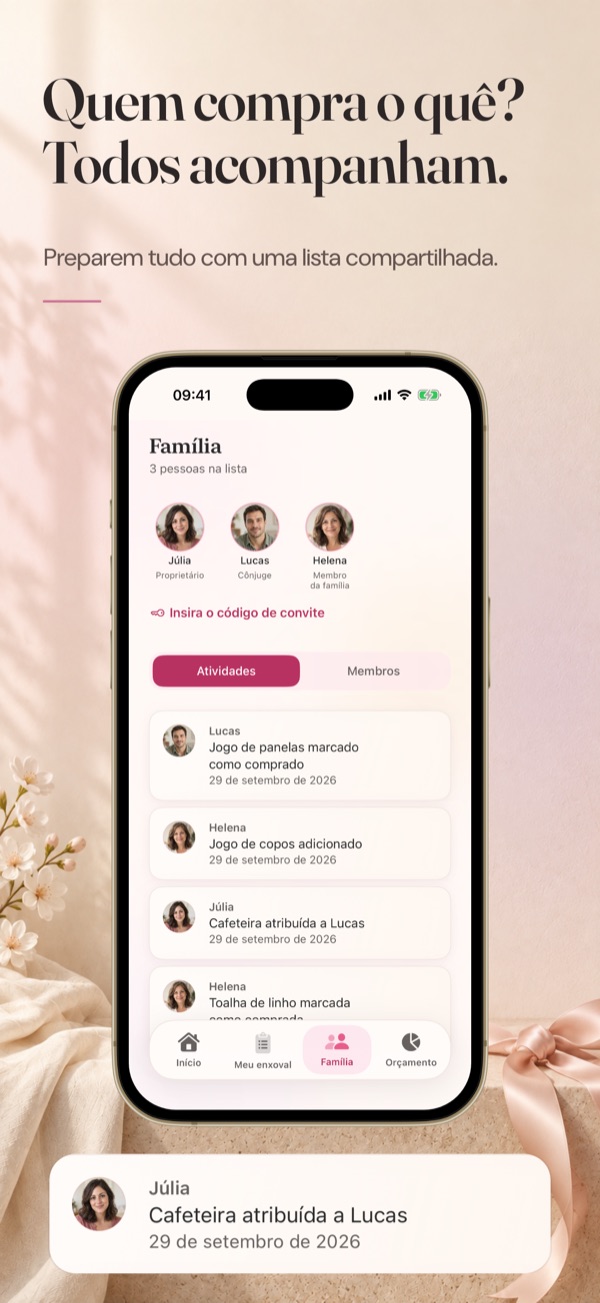 Quem compra o quê?
Todos acompanham.
Preparem tudo com uma lista compartilhada.
09:41
Família
3 pessoas na lista
Júlia
Proprietário
Lucas
Cônjuge
Helena
Membro
da família
Insira o código de convite
Atividades
Membros
Lucas
Jogo de panelas marcado
como comprado
29 de setembro de 2026
Helena
Jogo de copos adicionado
29 de setembro de 2026
Júlia
Cafeteira atribuída a Lucas
29 de setembro de 2026
Helena
Toalha de linho marcada
como comprada
Início
Meu enxoval
Família
Orçamento
Júlia
Cafeteira atribuída a Lucas
29 de setembro de 2026